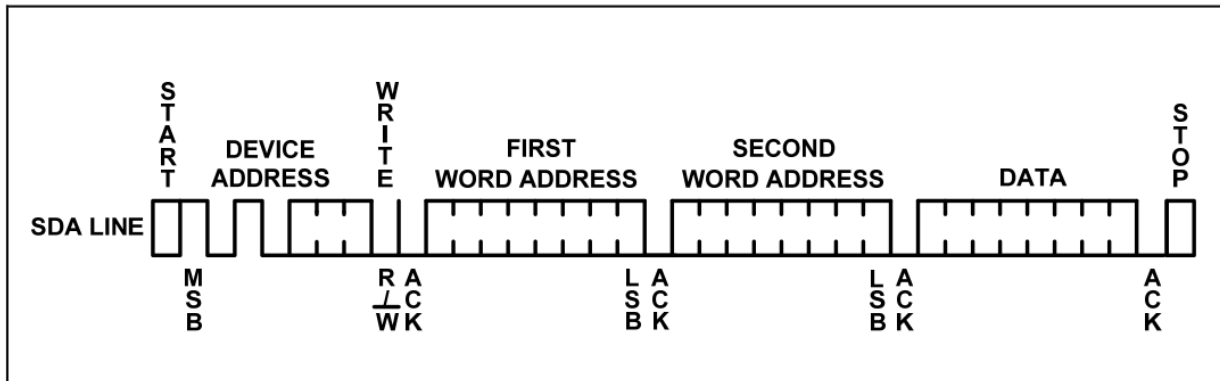 START
WRITE
STOP
DEVICE
ADDRESS
FIRST
WORD ADDRESS
SECOND
WORD ADDRESS
DATA
SDA LINE
MSB
R/W
ACK
LSB
ACK
LSB
ACK
ACK